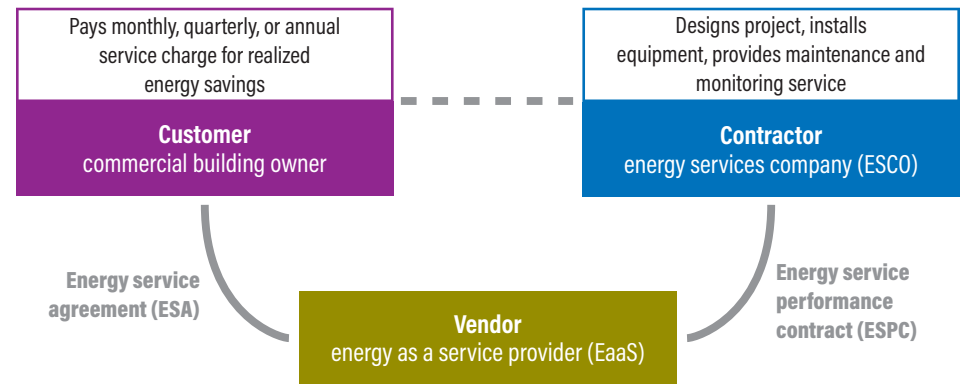 Pays monthly, quarterly, or annual
service charge for realized
energy savings
Customer
commercial building owner
Designs project, installs
equipment, provides maintenance and
monitoring service
Contractor
energy services company (ESCO)
Energy service
agreement (ESA)
Energy service
performance
contract (ESPC)
Vendor
energy as a service provider (EaaS)